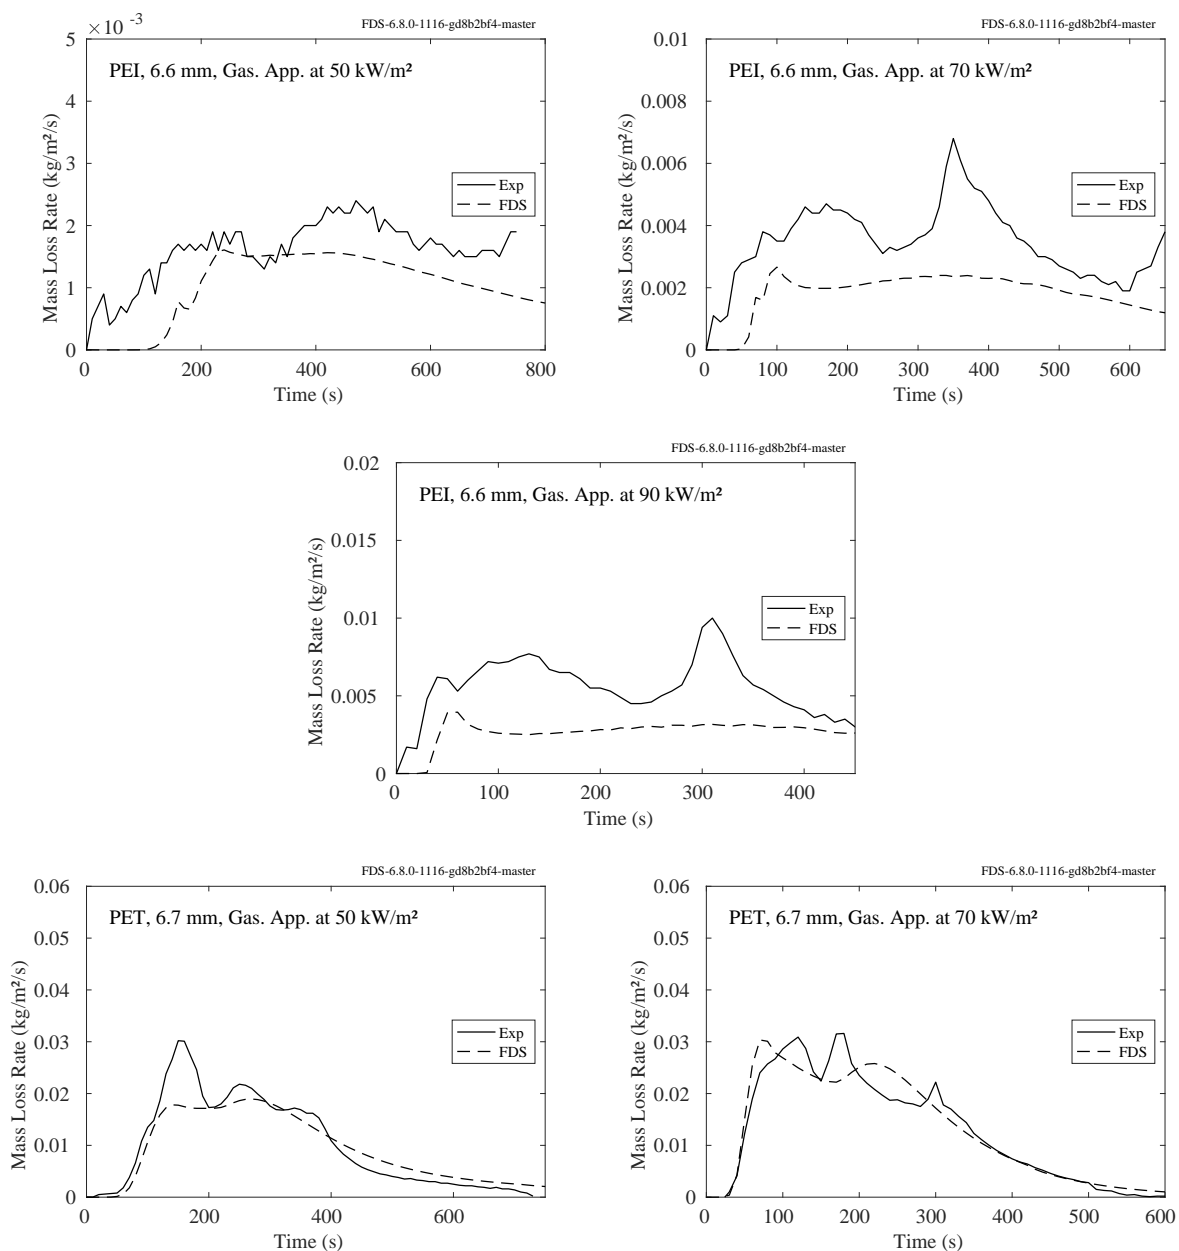 FDS-6.8.0-1116-gd8b2bf4-master
×10 -3
PEI, 6.6 mm, Gas. App. at 50 kW/m²
Mass Loss Rate (kg/m²/s)
5
4
3
2
1
0
Exp
FDS
0 200 400 600 800
Time (s)
FDS-6.8.0-1116-gd8b2bf4-master
PEI, 6.6 mm, Gas. App. at 70 kW/m²
Mass Loss Rate (kg/m²/s)
0.01
0.008
0.006
0.004
0.002
0
Exp
FDS
0 100 200 300 400 500 600
Time (s)
FDS-6.8.0-1116-gd8b2bf4-master
PEI, 6.6 mm, Gas. App. at 90 kW/m²
Mass Loss Rate (kg/m²/s)
0.02
0.015
0.01
0.005
0
Exp
FDS
0 100 200 300 400
Time (s)
FDS-6.8.0-1116-gd8b2bf4-master
PET, 6.7 mm, Gas. App. at 50 kW/m²
Mass Loss Rate (kg/m²/s)
0.06
0.05
0.04
0.03
0.02
0.01
0
Exp
FDS
0 200 400 600
Time (s)
FDS-6.8.0-1116-gd8b2bf4-master
PET, 6.7 mm, Gas. App. at 70 kW/m²
Mass Loss Rate (kg/m²/s)
0.06
0.05
0.04
0.03
0.02
0.01
0
Exp
FDS
0 100 200 300 400 500 600
Time (s)